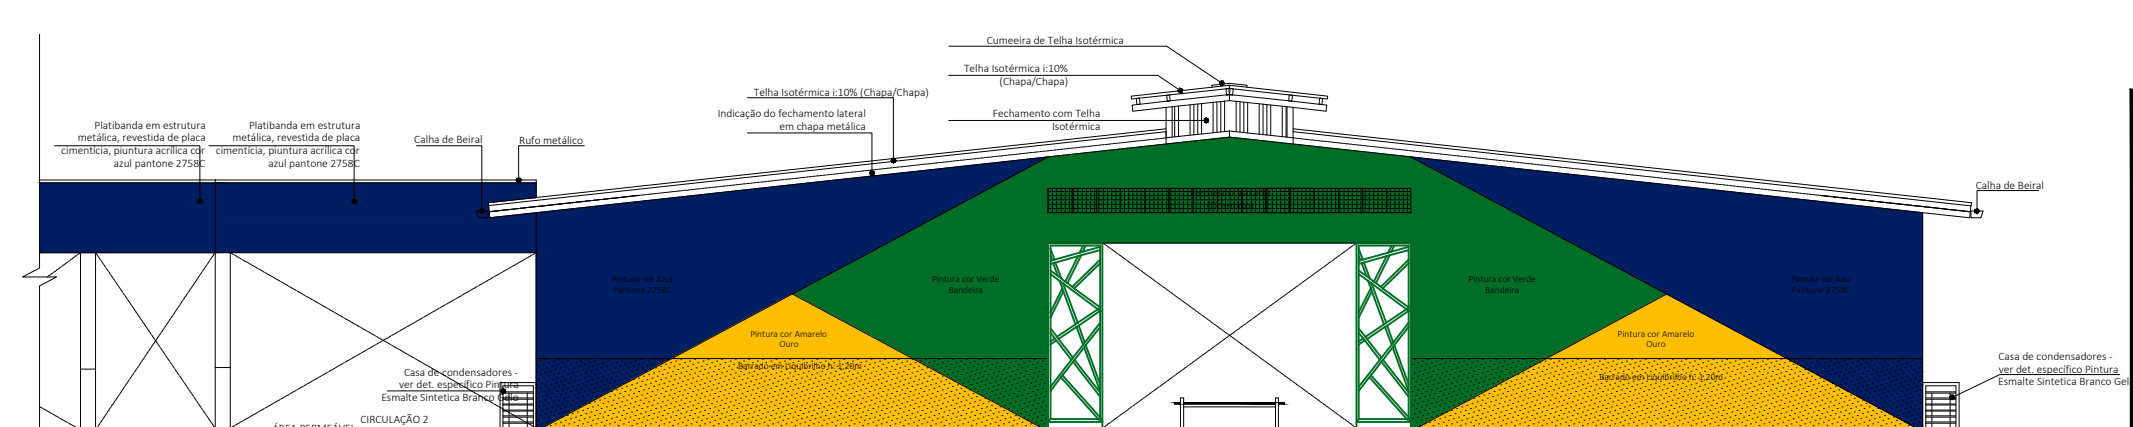 Cumeeira de Telha Isotérmica
Telha Isotérmica i:10%
(Chapa/Chapa)
Telha Isotérmica i:10% (Chapa/Chapa)
Indicação do fechamento lateral
em chapa metálica
Fechamento com Telha
Isotérmica
Platibanda em estrutura
metálica, revestida de placa
cimentícia, piuntura acrílica cor
azul pantone 2758C
Platibanda em estrutura
metálica, revestida de placa
cimentícia, piuntura acrílica cor
azul pantone 2758C
Calha de Beiral
Rufo metálico
Calha de Beiral
Pintura cor Azul
Pantone 2758C
Pintura cor Verde
Bandeira
Pintura cor Verde
Bandeira
Pintura cor Azul
Pantone 2758C
Pintura cor Amarelo
Ouro
Pintura cor Amarelo
Ouro
Barrado em Liquibrilho h: 1,20m
Barrado em Liquibrilho h: 1,20m
Casa de condensadores -
ver det. específico Pintura
Esmalte Sintetica Branco Gelo
Casa de condensadores -
ver det. específico Pintura
Esmalte Sintetica Branco Gel
CIRCULAÇÃO 2
ÁREA PERMEÁVEL